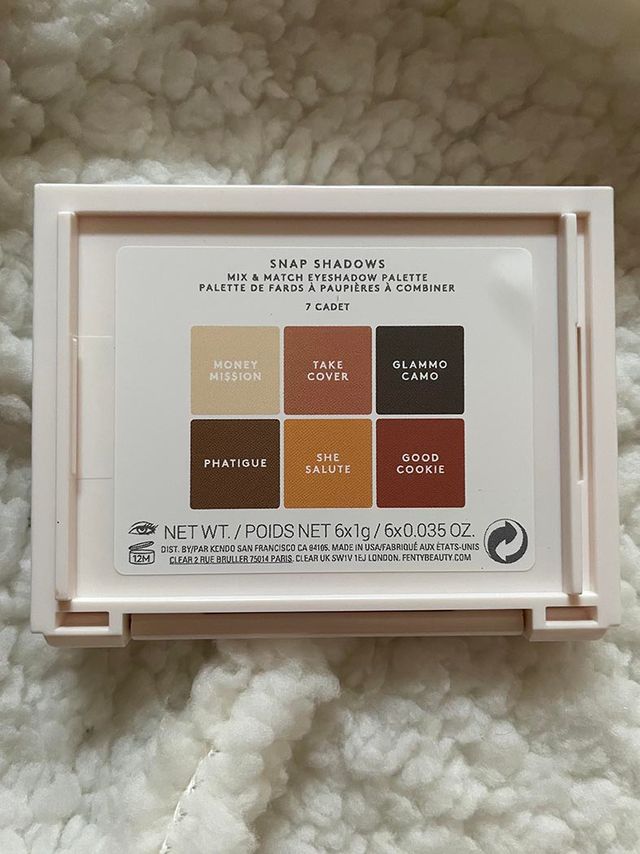 SNAP SHADOWS
MIX & MATCH EYESHADOW PALETTE
PALETTE DE FARDS À PAUPIÈRES À COMBINER
7 CADET
MONEY MI$$ION
TAKE COVER
GLAMMO CAMO
PHATIGUE
SHE SALUTE
GOOD COOKIE
NET WT. / POIDS NET 6x1g / 6x0.035 OZ.
12M
DIST. BY/PAR KENDO SAN FRANCISCO CA 94105. MADE IN USA/FABRIQUÉ AUX ÉTATS-UNIS
CLEAR 2 RUE BRULLER 75014 PARIS. CLEAR UK SW1V 1EJ LONDON. FENTYBEAUTY.COM